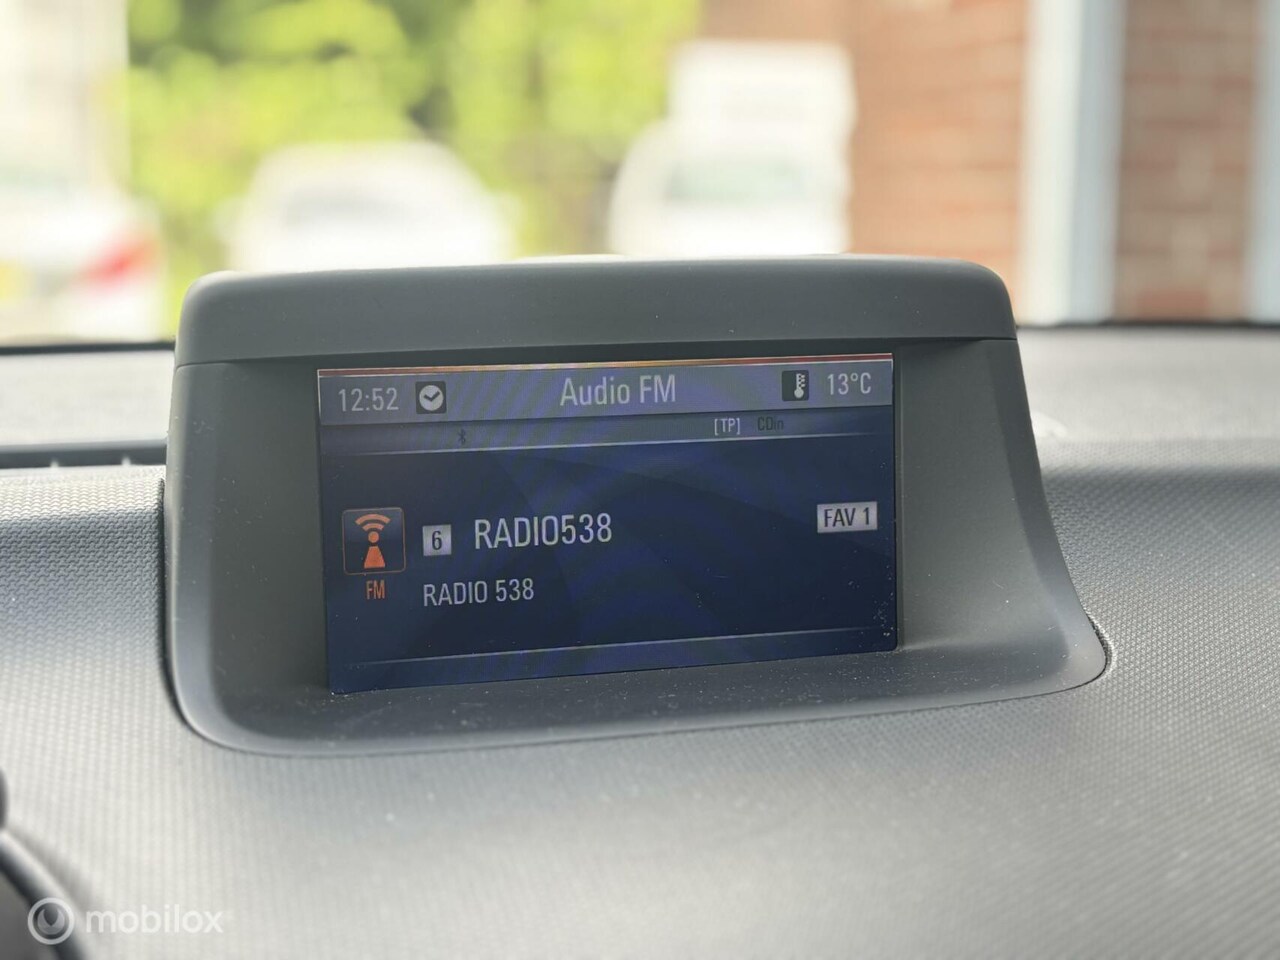 12:52 Audio FM 13°C
[TP] CDin
6 RADIO538 FAV 1
FM RADIO 538
mobilox